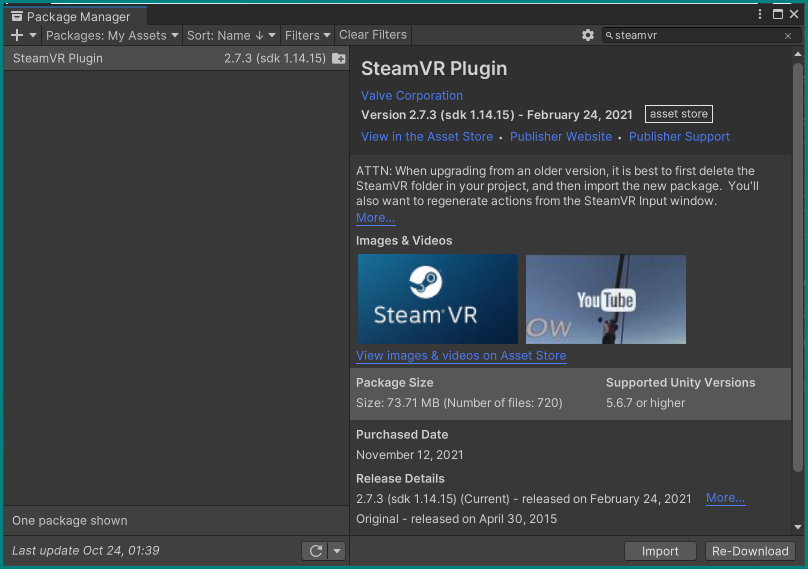 Package Manager
Packages: My Assets Sort: Name ↓ Filters Clear Filters steamvr
SteamVR Plugin 2.7.3 (sdk 1.14.15)
SteamVR Plugin
Valve Corporation
Version 2.7.3 (sdk 1.14.15) - February 24, 2021 asset store
View in the Asset Store • Publisher Website • Publisher Support
ATTN: When upgrading from an older version, it is best to first delete the
SteamVR folder in your project, and then import the new package. You'll
also want to regenerate actions from the SteamVR Input window.
More...
Images & Videos
Steam®VR
YouTube
ow
View images & videos on Asset Store
Package Size Supported Unity Versions
Size: 73.71 MB (Number of files: 720) 5.6.7 or higher
Purchased Date
November 12, 2021
Release Details
2.7.3 (sdk 1.14.15) (Current) - released on February 24, 2021 More...
Original - released on April 30, 2015
One package shown
Last update Oct 24, 01:39
Import Re-Download